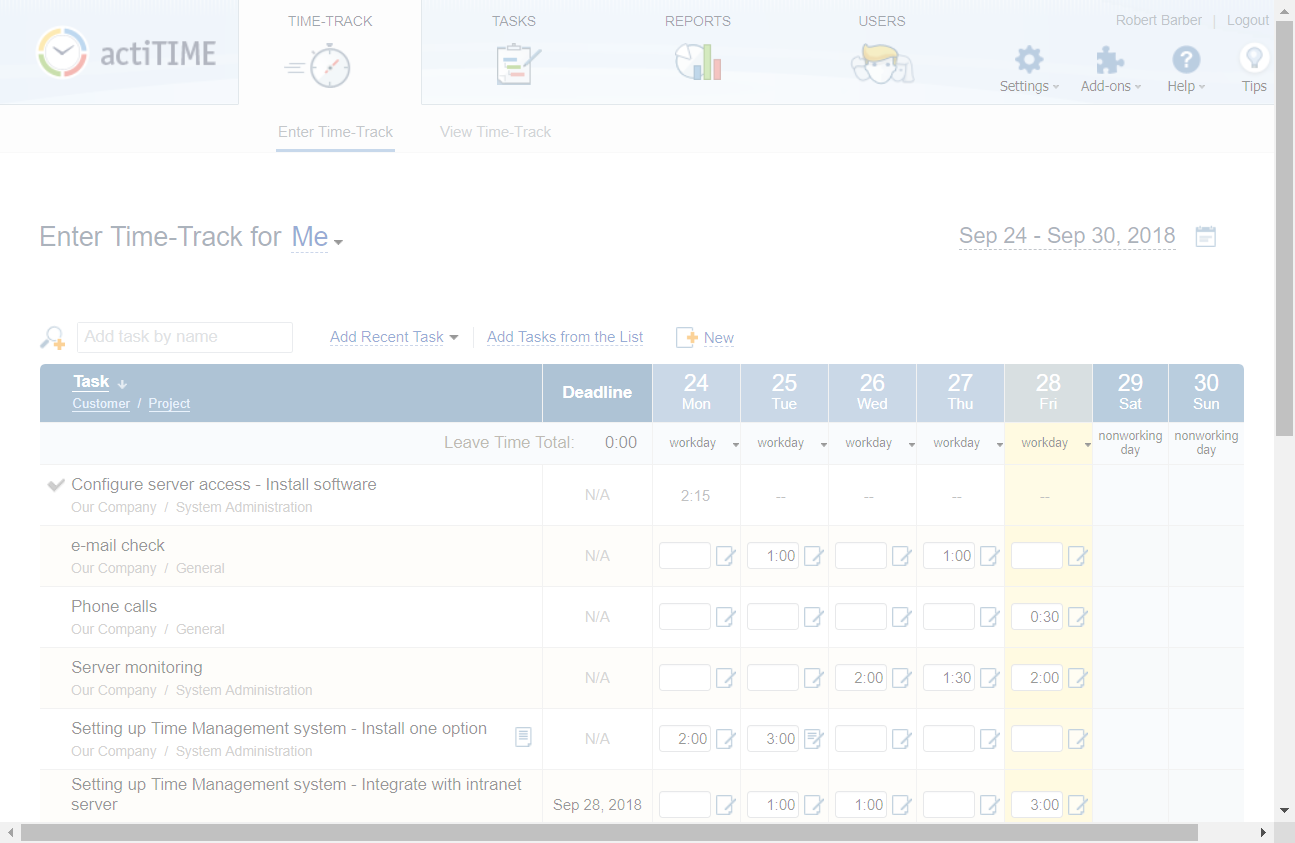 TIME-TRACK
TASKS
REPORTS
USERS
Robert Barber | Logout
actiTIME
Settings
Add-ons
Help
Tips
Enter Time-Track
View Time-Track
Enter Time-Track for Me
Sep 24 - Sep 30, 2018
Add task by name
Add Recent Task
Add Tasks from the List
New
Task
Customer / Project
Deadline
24 Mon
25 Tue
26 Wed
27 Thu
28 Fri
29 Sat
30 Sun
Leave Time Total: 0:00
workday
workday
workday
workday
workday
nonworking day
nonworking day
Configure server access - Install software
Our Company / System Administration
N/A 2:15 -- -- -- --
e-mail check
Our Company / General
N/A 1:00 1:00
Phone calls
Our Company / General
N/A 0:30
Server monitoring
Our Company / System Administration
N/A 2:00 1:30 2:00
Setting up Time Management system - Install one option
Our Company / System Administration
N/A 2:00 3:00
Setting up Time Management system - Integrate with intranet
server
Sep 28, 2018 1:00 1:00 3:00